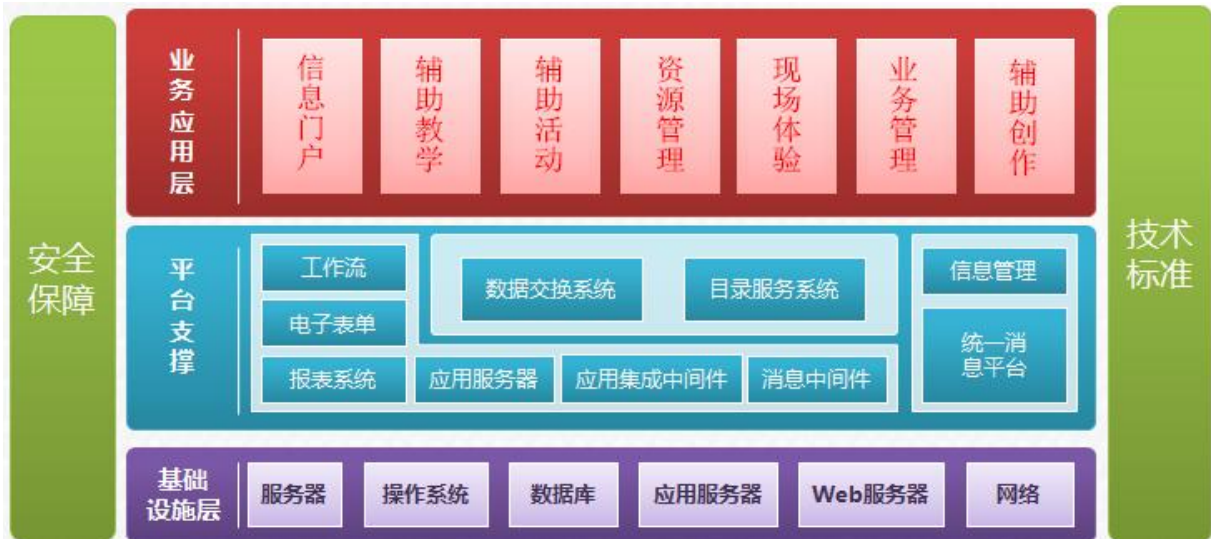 安全
保障
业务应用层
信息门户
辅助教学
辅助活动
资源管理
现场体验
业务管理
辅助创作
平台支撑
工作流
电子表单
报表系统
数据交换系统
目录服务系统
应用服务器
应用集成中间件
消息中间件
信息管理
统一消
息平台
基础
设施层
服务器
操作系统
数据库
应用服务器
Web服务器
网络
技术
标准